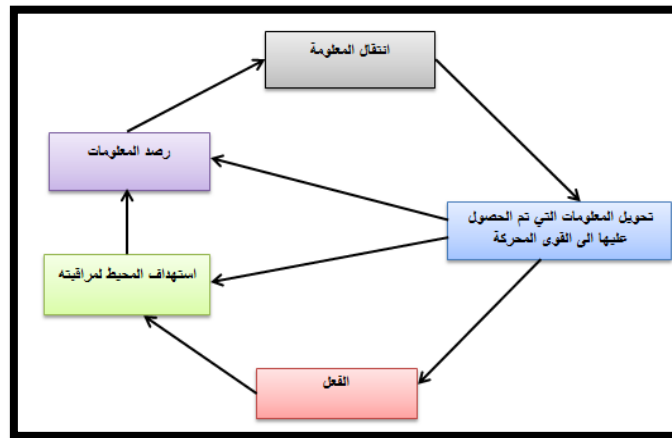 انتقال المعلومة
رصد المعلومات
تحويل المعلومات التي تم الحصول
عليها الى القوى المحركة
استهداف المحيط لمراقبته
الفعل